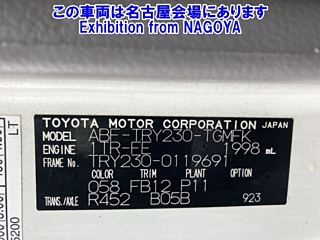 この車両は名古屋会場にあります
Exhibition from NAGOYA
LT
TOYOTA MOTOR CORPORATION JAPAN
MODEL ABF-TRY230-TGMFK
ENGINE 1TR-FE 1998 mL
FRAME No. TRY230-0119691
COLOR TRIM PLANT
058 FB12 P11
TRANS./AXLE R452 B05B 923
5200